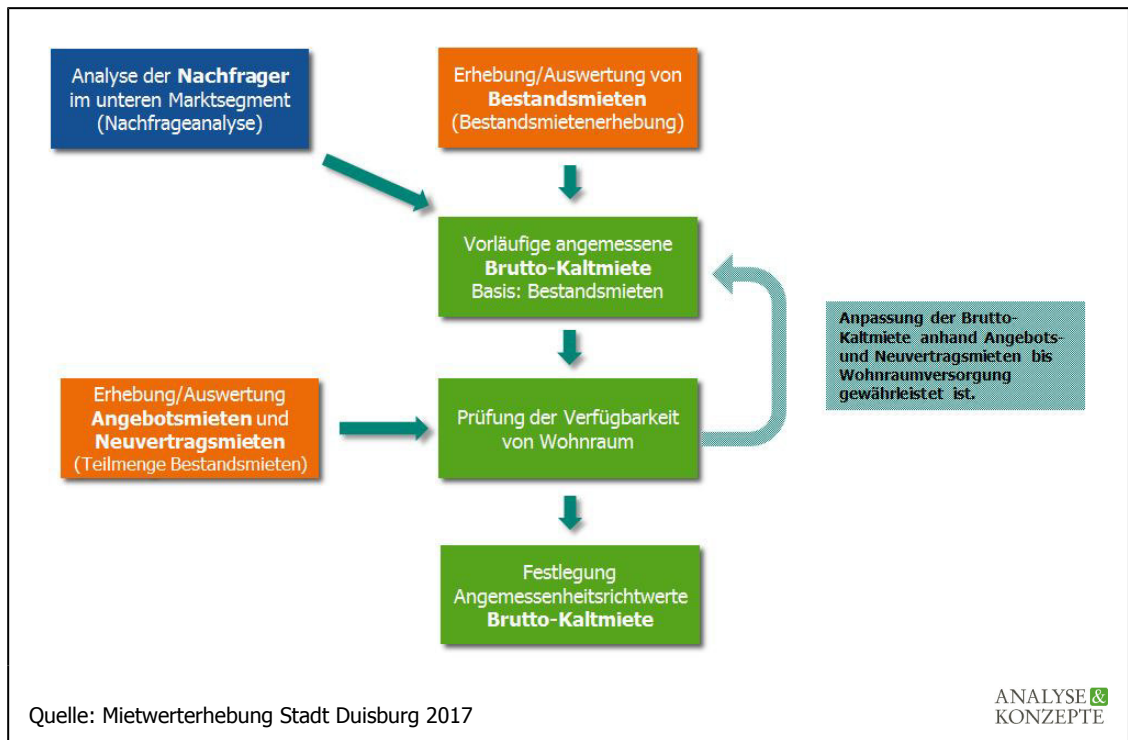 Analyse der Nachfrager
im unteren Marktsegment
(Nachfrageanalyse)
Erhebung/Auswertung von
Bestandsmieten
(Bestandsmietenerhebung)
Vorläufige angemessene
Brutto-Kaltmiete
Basis: Bestandsmieten
Anpassung der Brutto-
Kaltmiete anhand Angebots-
und Neuvertragsmieten bis
Wohnraumversorgung
gewährleistet ist.
Erhebung/Auswertung
Angebotsmieten und
Neuvertragsmieten
(Teilmenge Bestandsmieten)
Prüfung der Verfügbarkeit
von Wohnraum
Festlegung
Angemessenheitsrichtwerte
Brutto-Kaltmiete
Quelle: Mietwerterhebung Stadt Duisburg 2017
ANALYSE &
KONZEPTE